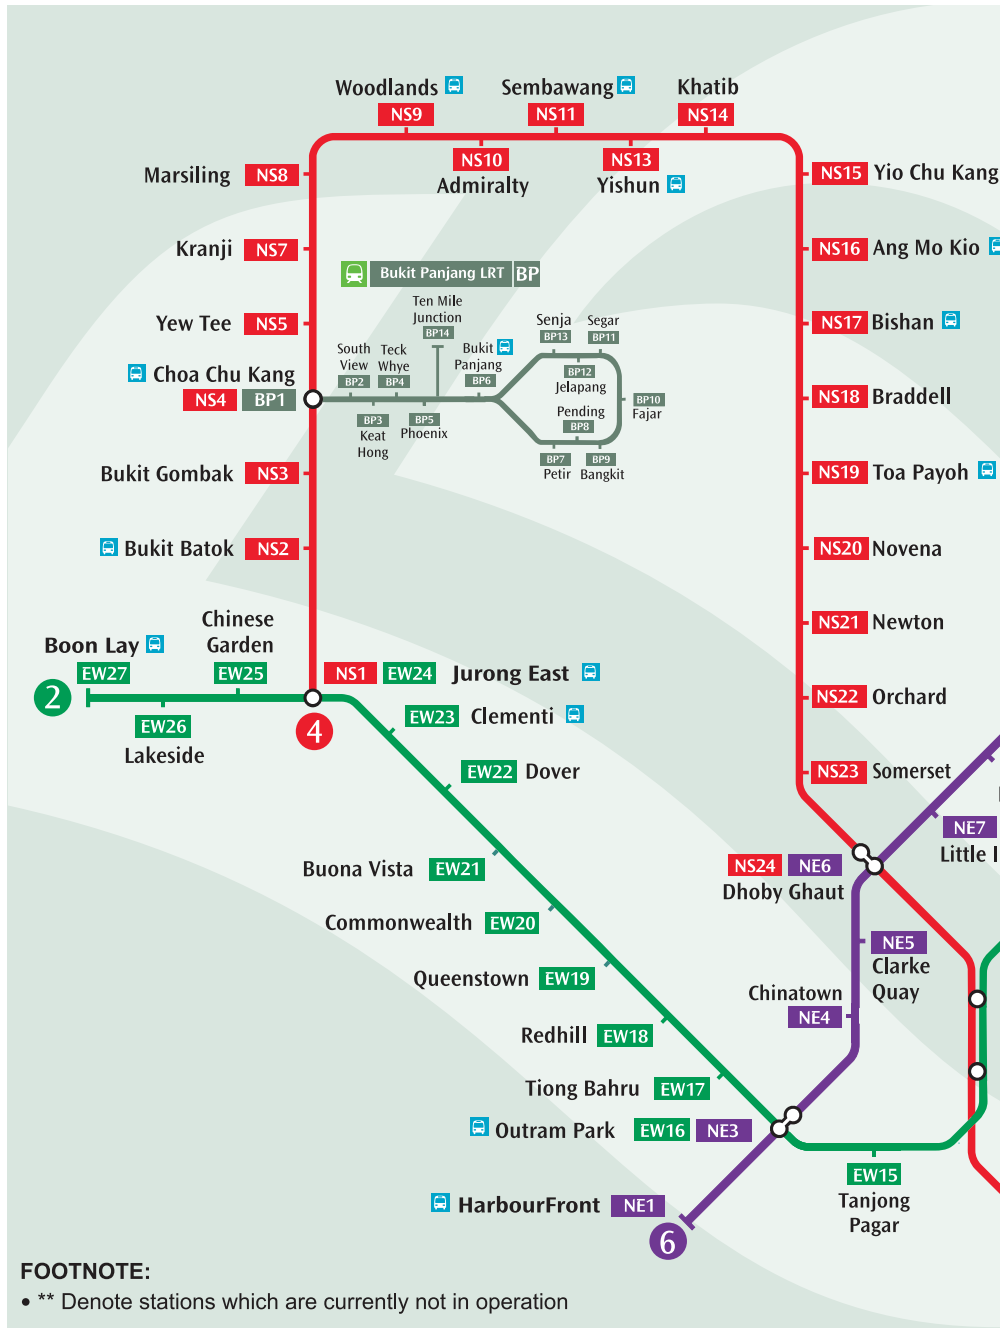 Woodlands
NS9
Sembawang
NS11
Khatib
NS14
NS10
Admiralty
NS13
Yishun
Marsiling NS8
NS15 Yio Chu Kang
Kranji NS7
NS16 Ang Mo Kio
Bukit Panjang LRT BP
Yew Tee NS5
NS17 Bishan
Ten Mile
Junction
BP14
South
View
BP2
Teck
Whye
BP4
Bukit
Panjang
BP6
Senja
BP13
Segar
BP11
BP12
Jelapang
Choa Chu Kang
NS4 BP1
BP3
Keat
Hong
BP5
Phoenix
Pending
BP8
BP10
Fajar
BP7
Petir
BP9
Bangkit
NS18 Braddell
Bukit Gombak NS3
NS19 Toa Payoh
Bukit Batok NS2
NS20 Novena
Boon Lay
EW27
Chinese
Garden
EW25
NS21 Newton
2
EW26
Lakeside
NS1 EW24 Jurong East
4
EW23 Clementi
NS22 Orchard
EW22 Dover
NS23 Somerset
NE7
Little
Buona Vista EW21
NS24 NE6
Dhoby Ghaut
Commonwealth EW20
NE5
Clarke
Quay
Queenstown EW19
Chinatown
NE4
Redhill EW18
Tiong Bahru EW17
Outram Park EW16 NE3
EW15
Tanjong
Pagar
HarbourFront NE1
6
FOOTNOTE:
• ** Denote stations which are currently not in operation